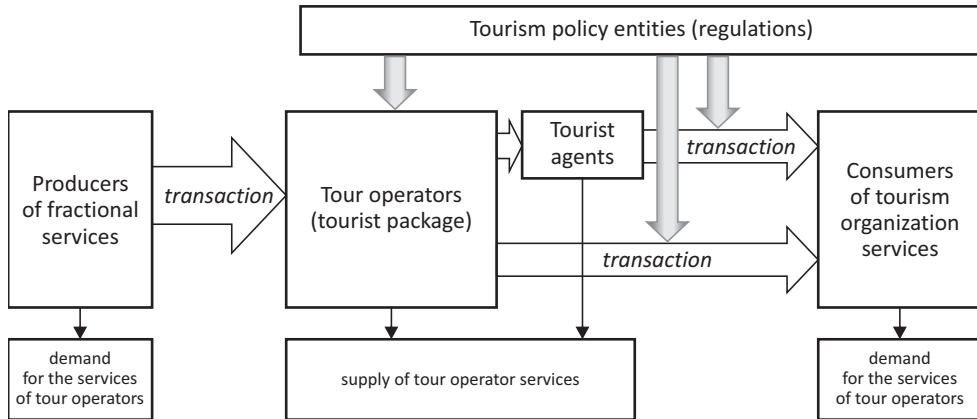 Tourism policy entities (regulations)
Producers
of fractional
services
transaction
Tour operators
(tourist package)
Tourist
agents
transaction
transaction
Consumers
of tourism
organization
services
demand
for the services
of tour operators
supply of tour operator services
demand
for the services
of tour operators